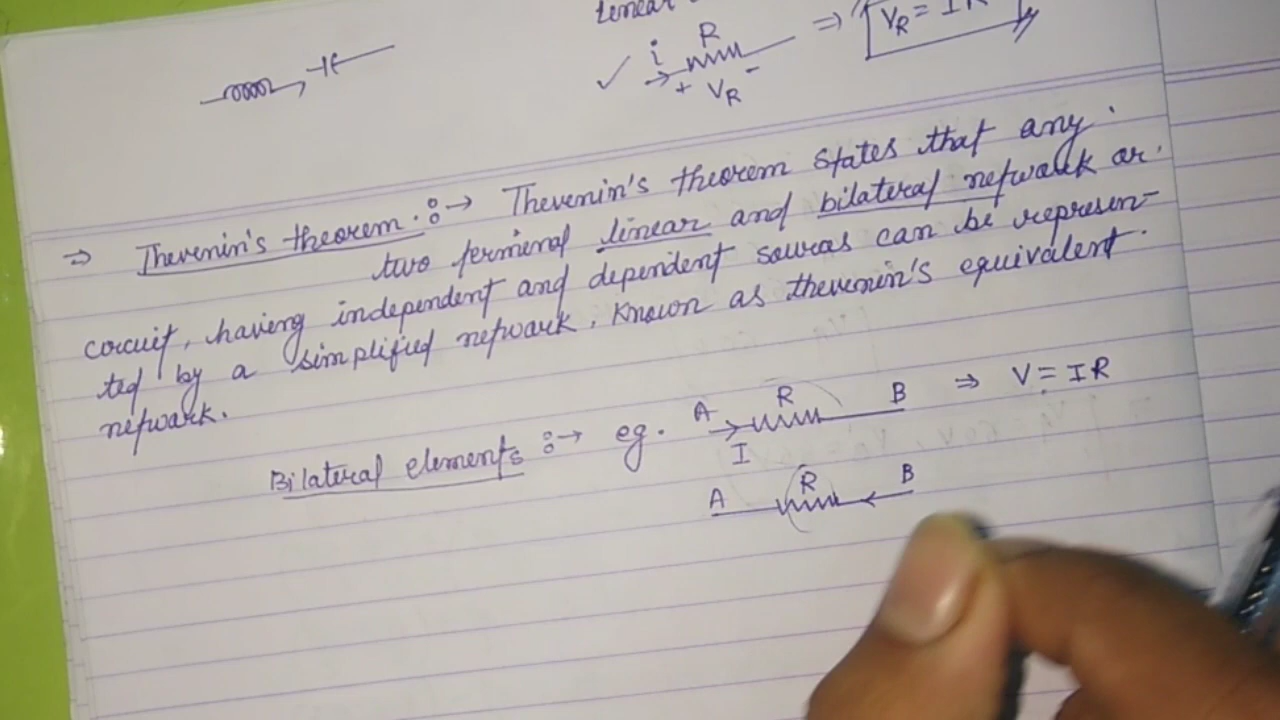 linear
i R ⇒ V_R = IR
✓ + V_R -
⇒ Thevenin's theorem :→ Thevenin's theorem states that any
two terminal linear and bilateral network or
circuit, having independent and dependent sources can be represen-
ted by a simplified network, known as thevenin's equivalent
network.
Bilateral elements :→ eg. A R B ⇒ V = IR
I
A R B